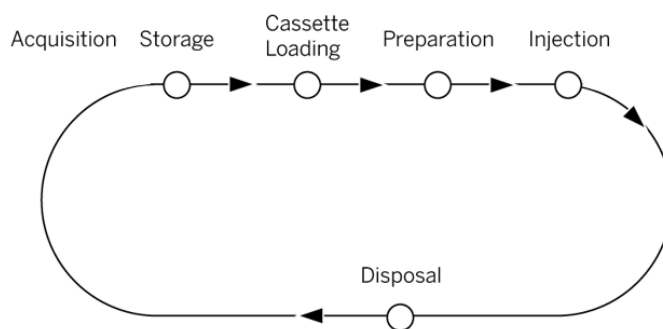 Acquisition
Storage
Cassette
Loading
Preparation
Injection
Disposal